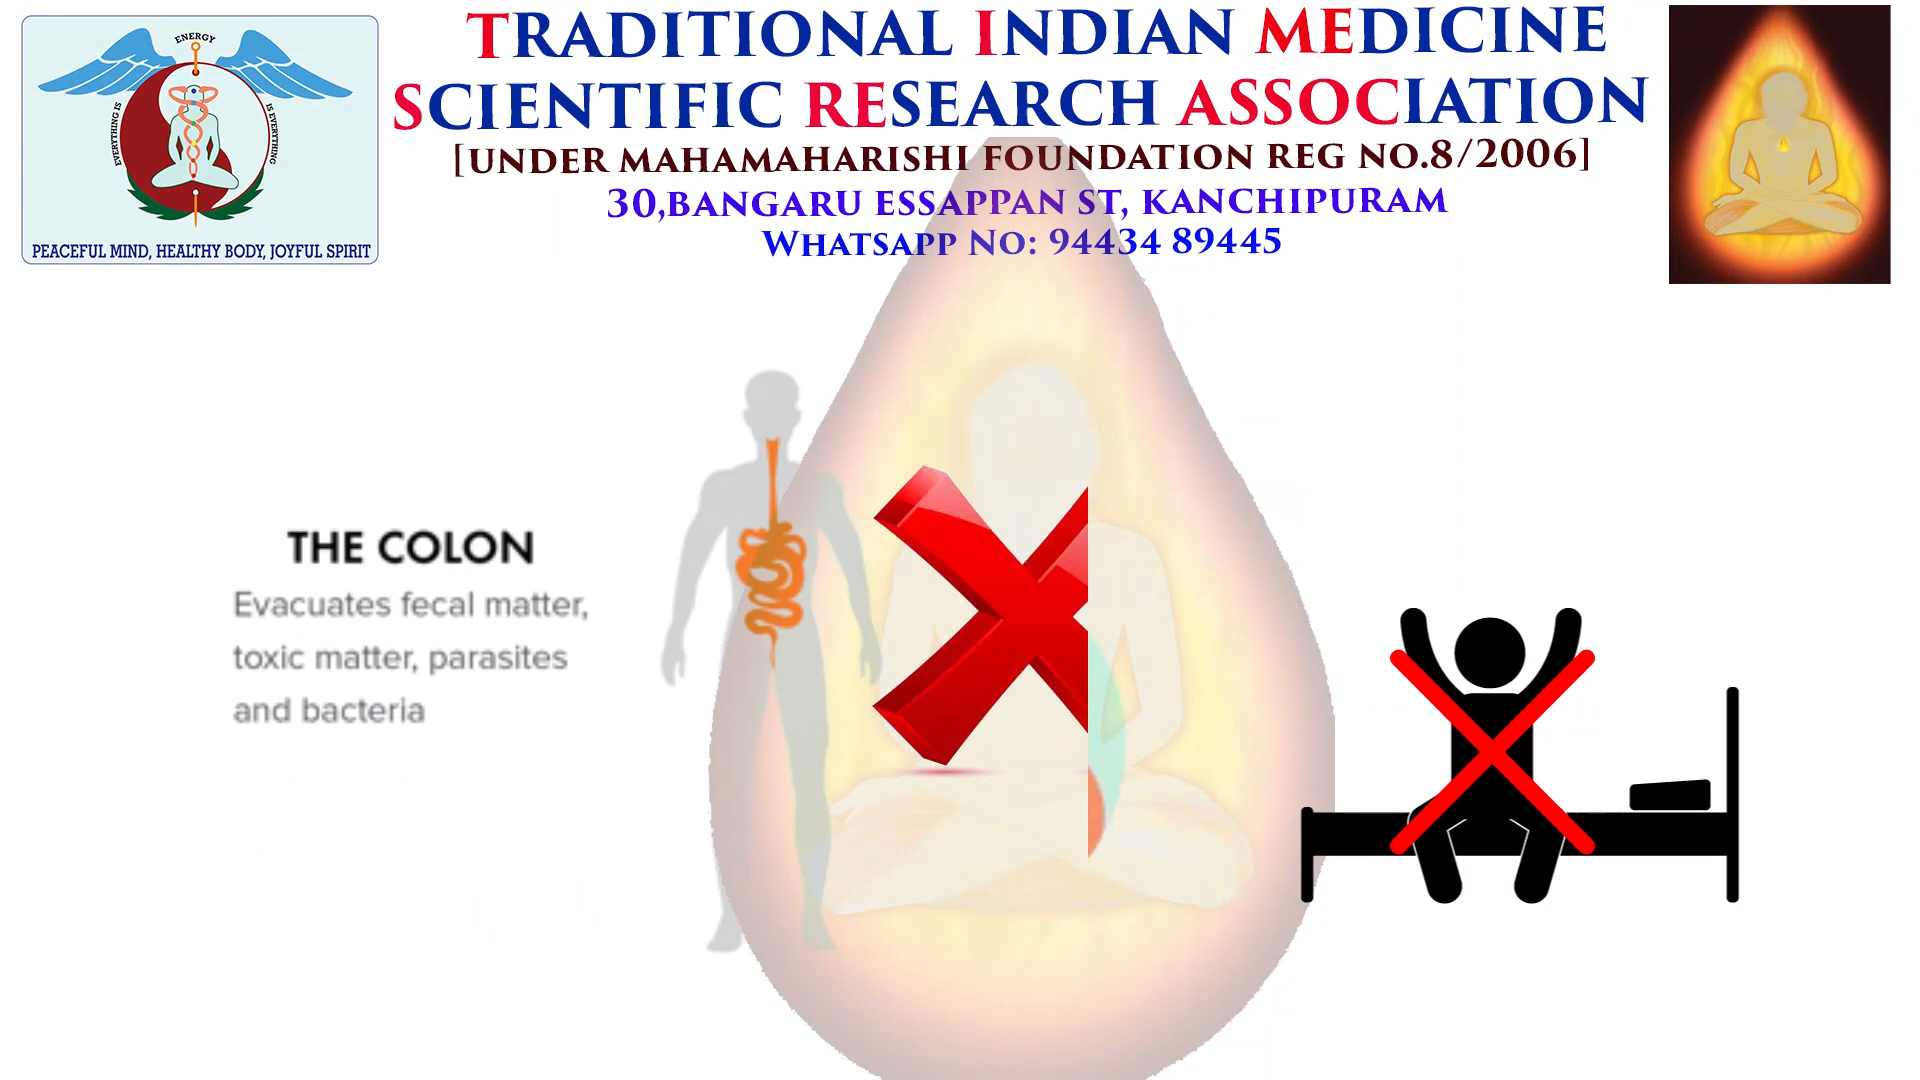 ENERGY
EVERYTHING IS
IS EVERYTHING
PEACEFUL MIND, HEALTHY BODY, JOYFUL SPIRIT
TRADITIONAL INDIAN MEDICINE
SCIENTIFIC RESEARCH ASSOCIATION
[UNDER MAHAMAHARISHI FOUNDATION REG NO.8/2006]
30,BANGARU ESSAPPAN ST, KANCHIPURAM
WHATSAPP NO: 94434 89445
THE COLON
Evacuates fecal matter,
toxic matter, parasites
and bacteria